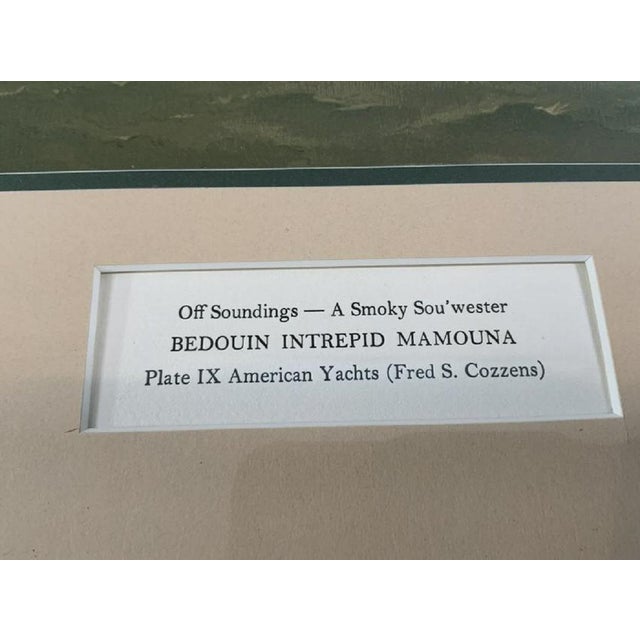 Off Soundings — A Smoky Sou'wester
BEDOUIN INTREPID MAMOUNA
Plate IX American Yachts (Fred S. Cozzens)